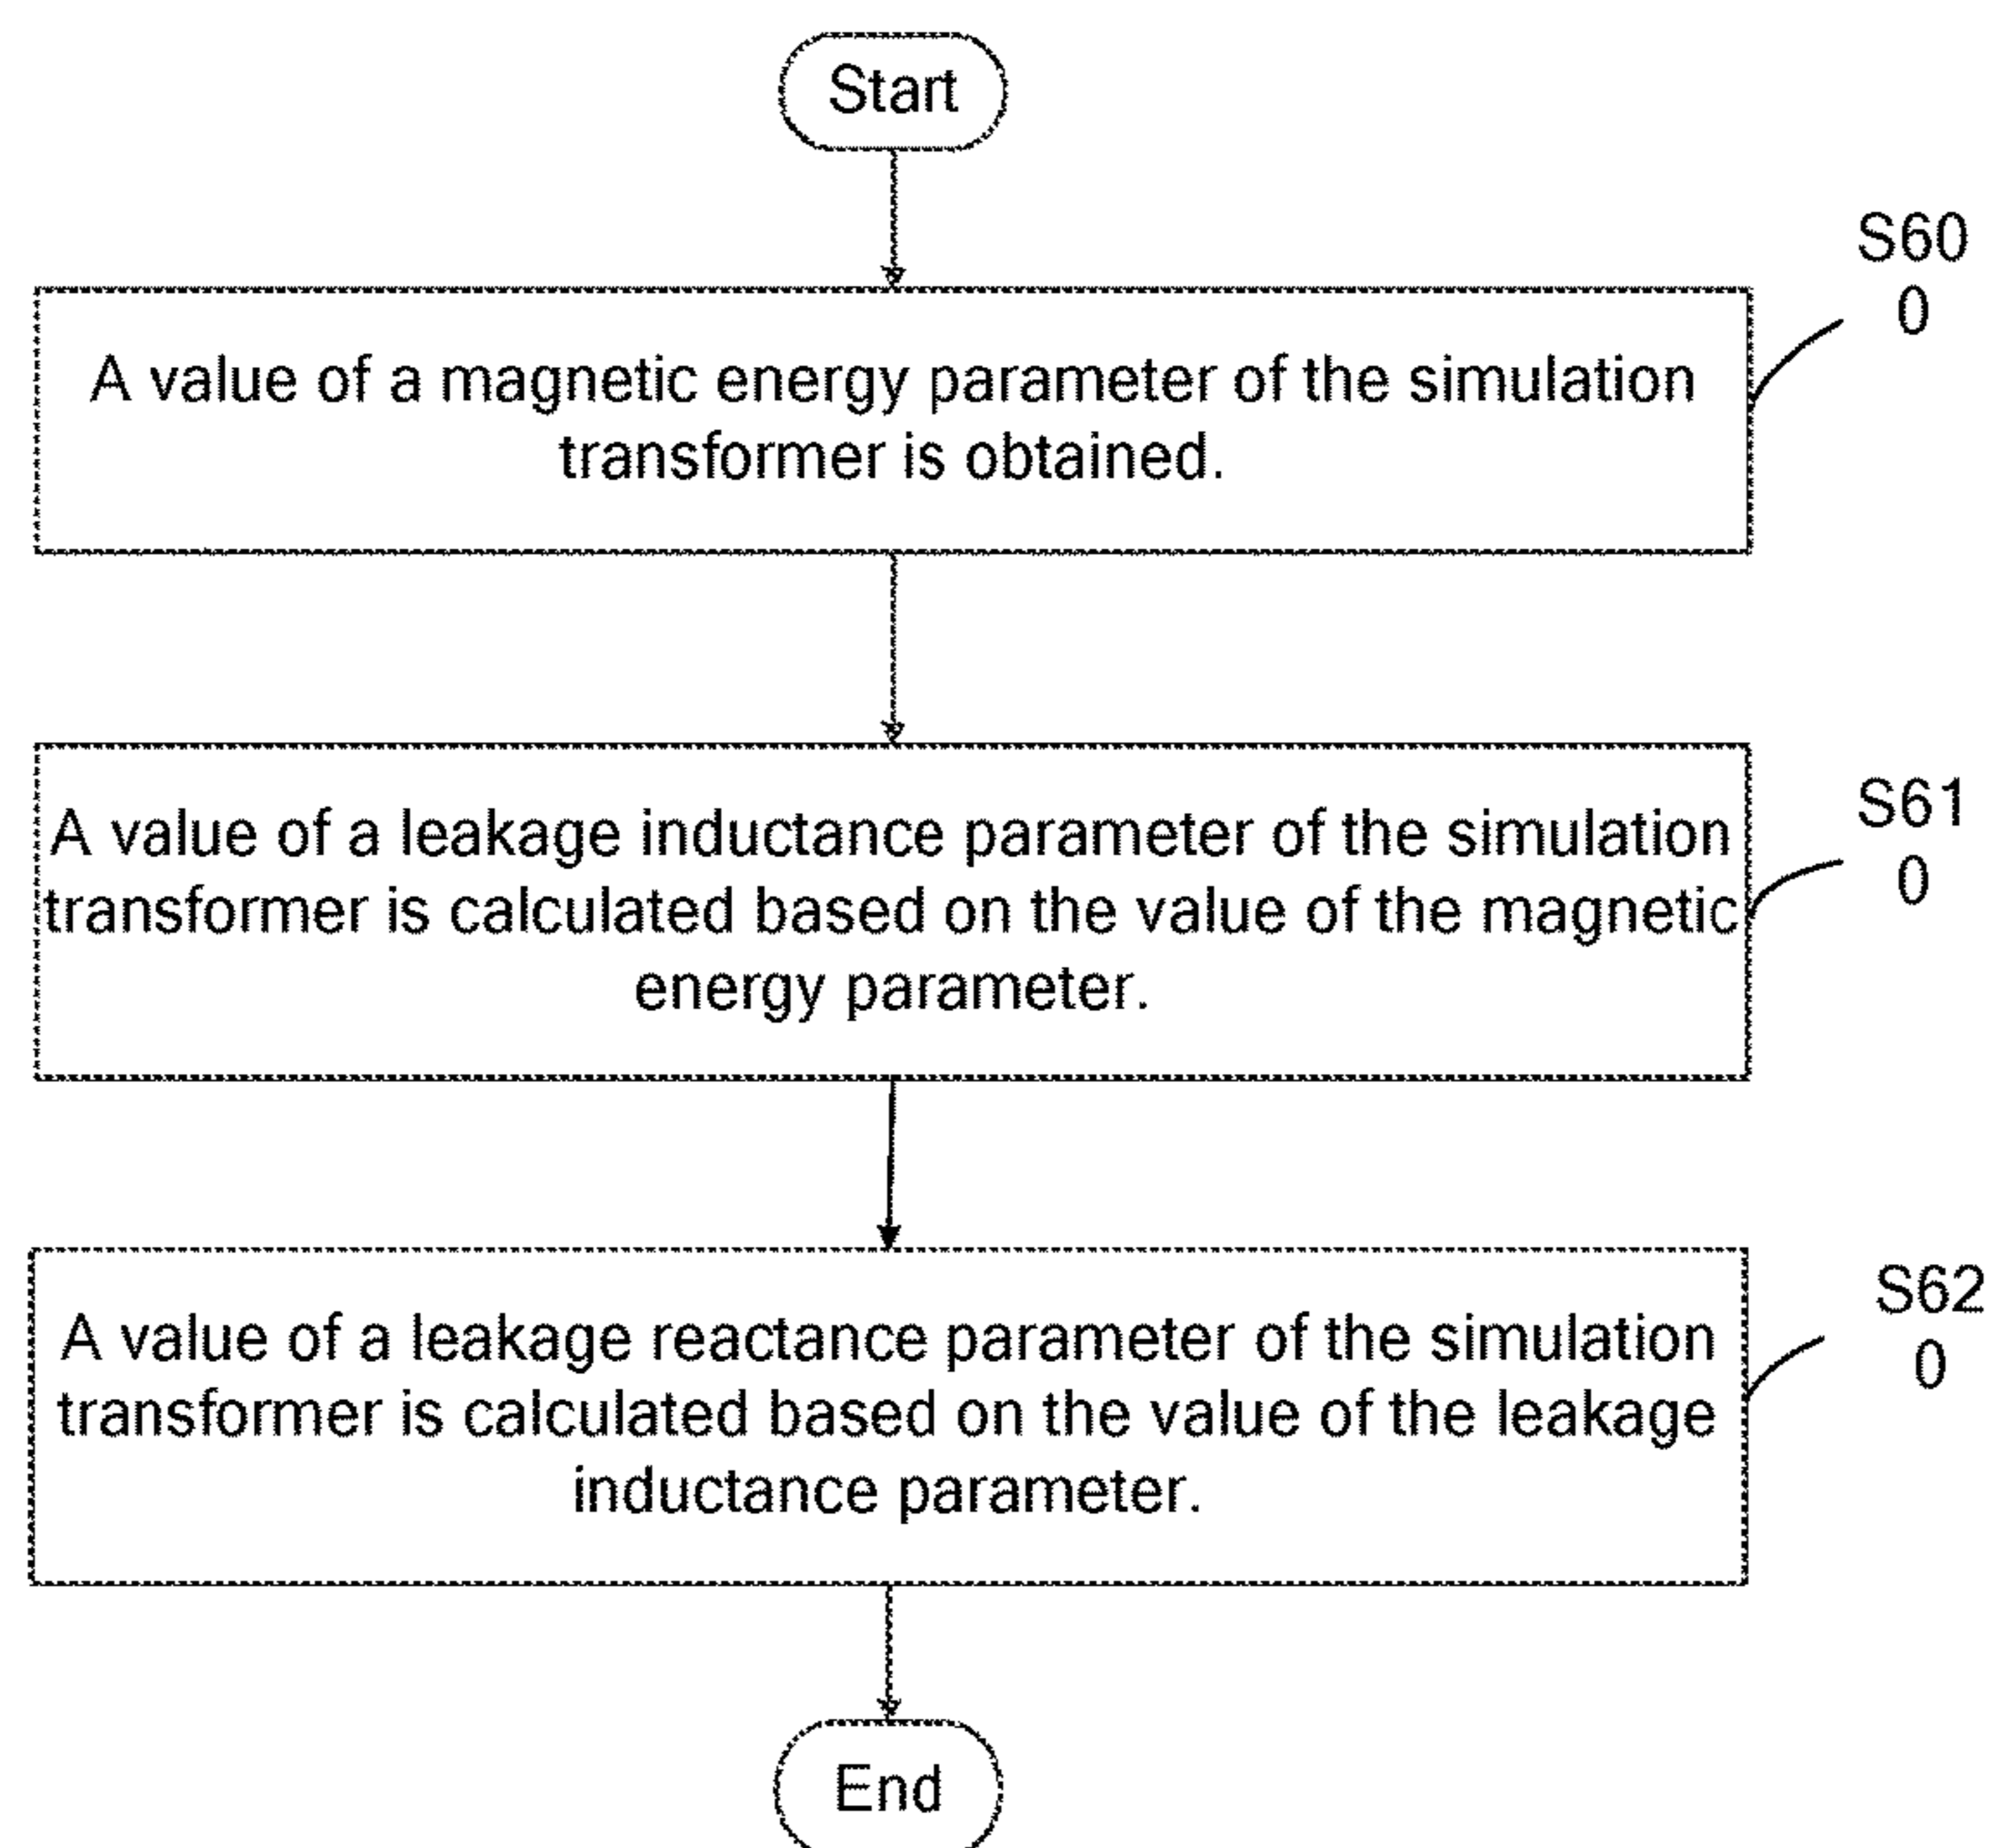 Start
S60
0
A value of a magnetic energy parameter of the simulation
transformer is obtained.
S61
0
A value of a leakage inductance parameter of the simulation
transformer is calculated based on the value of the magnetic
energy parameter.
S62
0
A value of a leakage reactance parameter of the simulation
transformer is calculated based on the value of the leakage
inductance parameter.
End